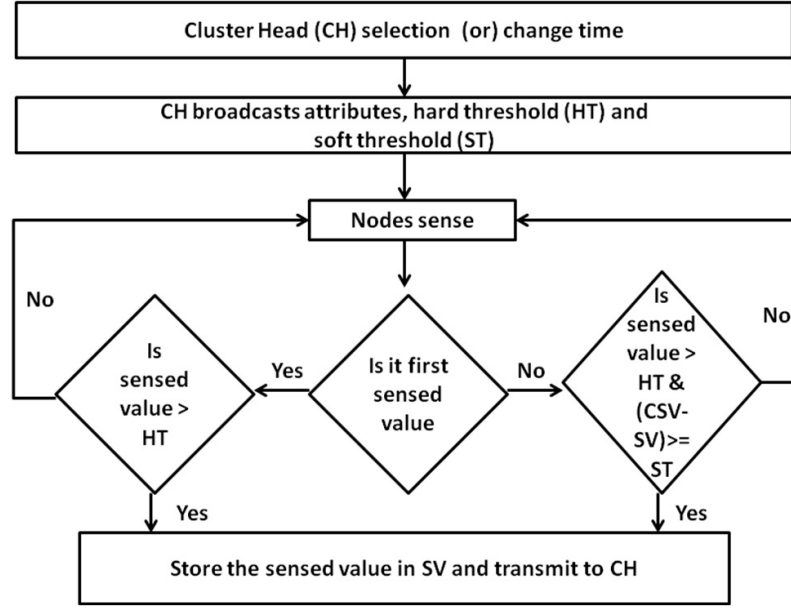 Cluster Head (CH) selection (or) change time
CH broadcasts attributes, hard threshold (HT) and
soft threshold (ST)
Nodes sense
No
Is
sensed
value >
HT
Yes
Is it first
sensed
value
No
Is
sensed
value >
HT &
(CSV-
SV)>=
ST
No
Yes
Yes
Store the sensed value in SV and transmit to CH